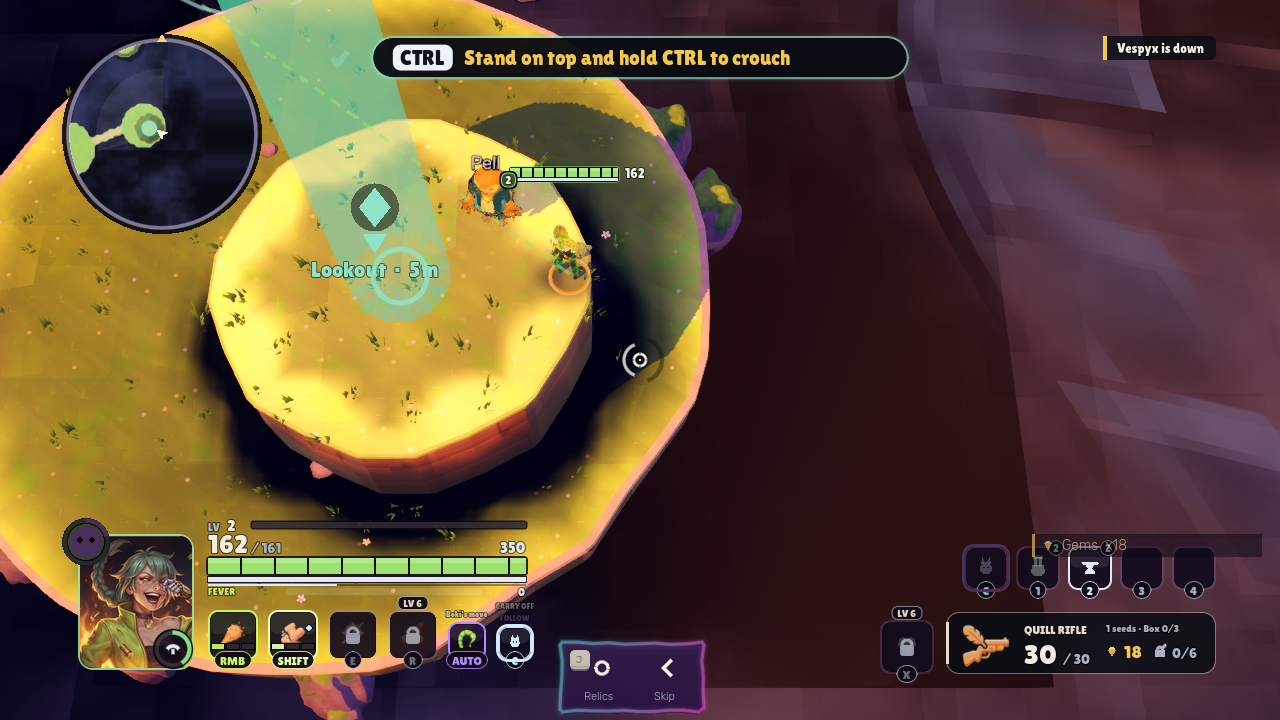 CTRL Stand on top and hold CTRL to crouch
Vespyx is down
Pell
2
162
Lookout · 5m
LV 2
162/161
350
FEVER
0
LV 6
Boki's move
CARRY OFF
FOLLOW
RMB
SHIFT
E
R
AUTO
C
J
Relics
Skip
Gems
18
2
C
1
2
3
4
LV 6
X
QUILL RIFLE
1 seeds · Box 0/3
30 / 30
18
0/6